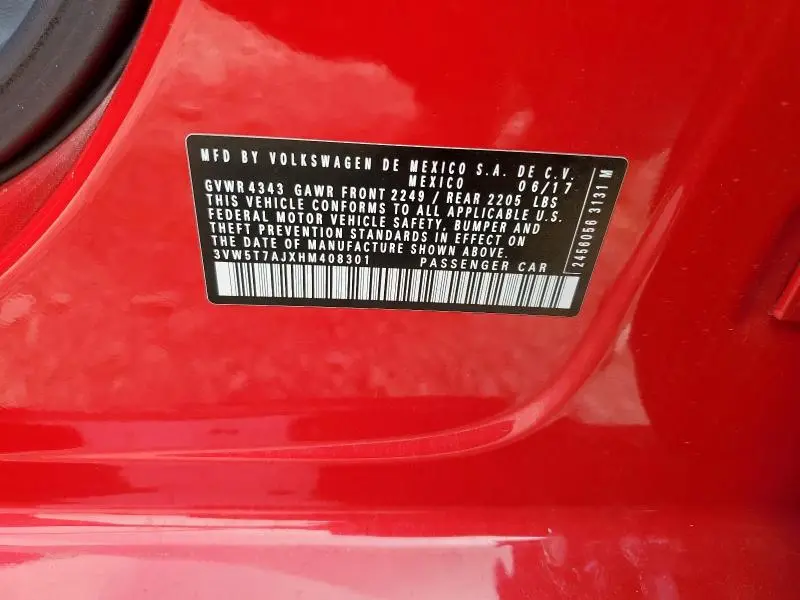 MFD BY VOLKSWAGEN DE MEXICO S.A. DE C.V.
MEXICO 06/17
GVWR 4343 GAWR FRONT 2249 / REAR 2205 LBS
THIS VEHICLE CONFORMS TO ALL APPLICABLE U.S.
FEDERAL MOTOR VEHICLE SAFETY, BUMPER AND
THEFT PREVENTION STANDARDS IN EFFECT ON
THE DATE OF MANUFACTURE SHOWN ABOVE.
3VW5T7AJXHM408301 PASSENGER CAR
2456056 3131 M